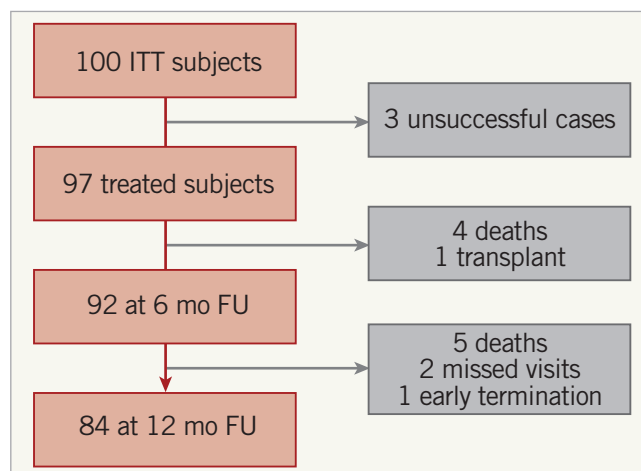 100 ITT subjects
3 unsuccessful cases
97 treated subjects
4 deaths
1 transplant
92 at 6 mo FU
5 deaths
2 missed visits
1 early termination
84 at 12 mo FU